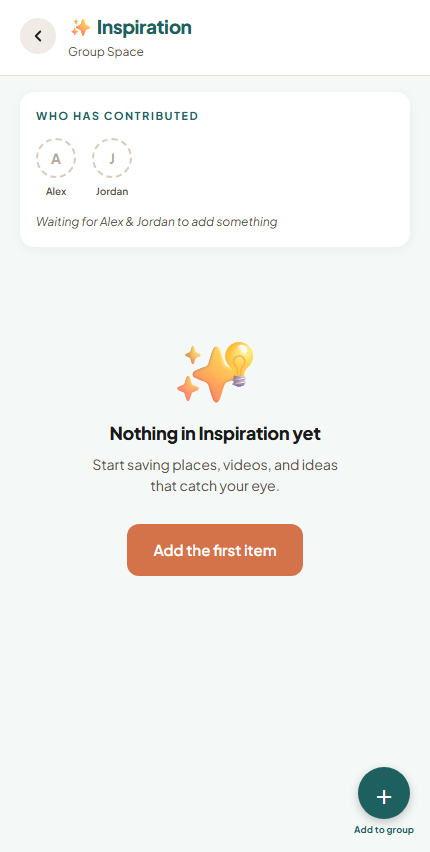 Inspiration
Group Space
WHO HAS CONTRIBUTED
A
J
Alex
Jordan
Waiting for Alex & Jordan to add something
Nothing in Inspiration yet
Start saving places, videos, and ideas
that catch your eye.
Add the first item
+
Add to group